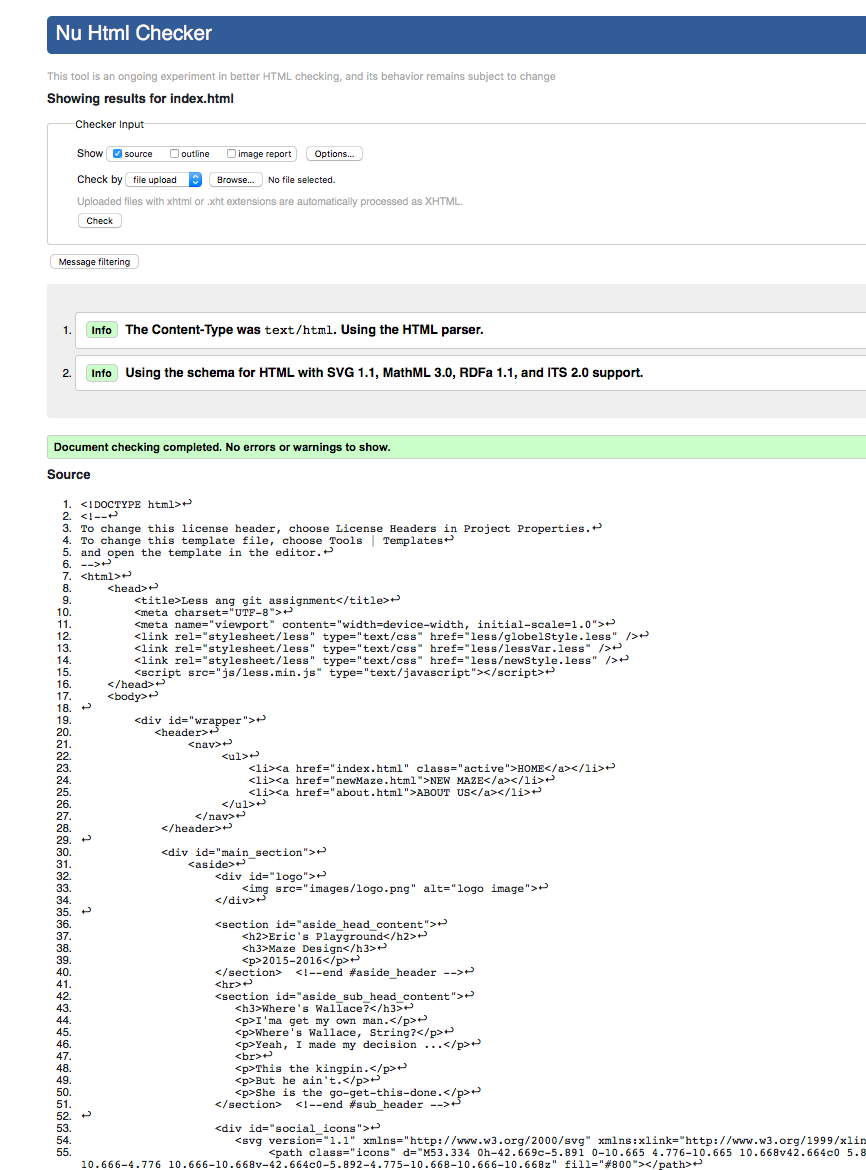 Nu Html Checker
This tool is an ongoing experiment in better HTML checking, and its behavior remains subject to change
Showing results for index.html
Checker Input
Show source outline image report Options...
Check by file upload Browse... No file selected.
Uploaded files with xhtml or .xht extensions are automatically processed as XHTML.
Check
Message filtering
1. Info The Content-Type was text/html. Using the HTML parser.
2. Info Using the schema for HTML with SVG 1.1, MathML 3.0, RDFa 1.1, and ITS 2.0 support.
Document checking completed. No errors or warnings to show.
Source
1. <!DOCTYPE html>↩
2. <!--↩
3. To change this license header, choose License Headers in Project Properties.↩
4. To change this template file, choose Tools | Templates↩
5. and open the template in the editor.↩
6. -->↩
7. <html>↩
8. <head>↩
9. <title>Less ang git assignment</title>↩
10. <meta charset="UTF-8">↩
11. <meta name="viewport" content="width=device-width, initial-scale=1.0">↩
12. <link rel="stylesheet/less" type="text/css" href="less/globelStyle.less" />↩
13. <link rel="stylesheet/less" type="text/css" href="less/lessVar.less" />↩
14. <link rel="stylesheet/less" type="text/css" href="less/newStyle.less" />↩
15. <script src="js/less.min.js" type="text/javascript"></script>↩
16. </head>↩
17. <body>↩
18. ↩
19. <div id="wrapper">↩
20. <header>↩
21. <nav>↩
22. <ul>↩
23. <li><a href="index.html" class="active">HOME</a></li>↩
24. <li><a href="newMaze.html">NEW MAZE</a></li>↩
25. <li><a href="about.html">ABOUT US</a></li>↩
26. </ul>↩
27. </nav>↩
28. </header>↩
29. ↩
30. <div id="main_section">↩
31. <aside>↩
32. <div id="logo">↩
33. <img src="images/logo.png" alt="logo image">↩
34. </div>↩
35. ↩
36. <section id="aside_head_content">↩
37. <h2>Eric's Playground</h2>↩
38. <h3>Maze Design</h3>↩
39. <p>2015-2016</p>↩
40. </section> <!--end #aside_header -->↩
41. <hr>↩
42. <section id="aside_sub_head_content">↩
43. <h3>Where's Wallace?</h3>↩
44. <p>I'ma get my own man.</p>↩
45. <p>Where's Wallace, String?</p>↩
46. <p>Yeah, I made my decision ...</p>↩
47. <br>↩
48. <p>This the kingpin.</p>↩
49. <p>But he ain't.</p>↩
50. <p>She is the go-get-this-done.</p>↩
51. </section> <!--end #sub_header -->↩
52. ↩
53. <div id="social_icons">↩
54. <svg version="1.1" xmlns="http://www.w3.org/2000/svg" xmlns:xlink="http://www.w3.org/1999/xlin
55. <path class="icons" d="M53.334 0h-42.669c-5.891 0-10.665 4.776-10.665 10.668v42.664c0 5.8
10.666-4.776 10.666-10.668v-42.664c0-5.892-4.775-10.668-10.666-10.668z" fill="#800"></path>↩